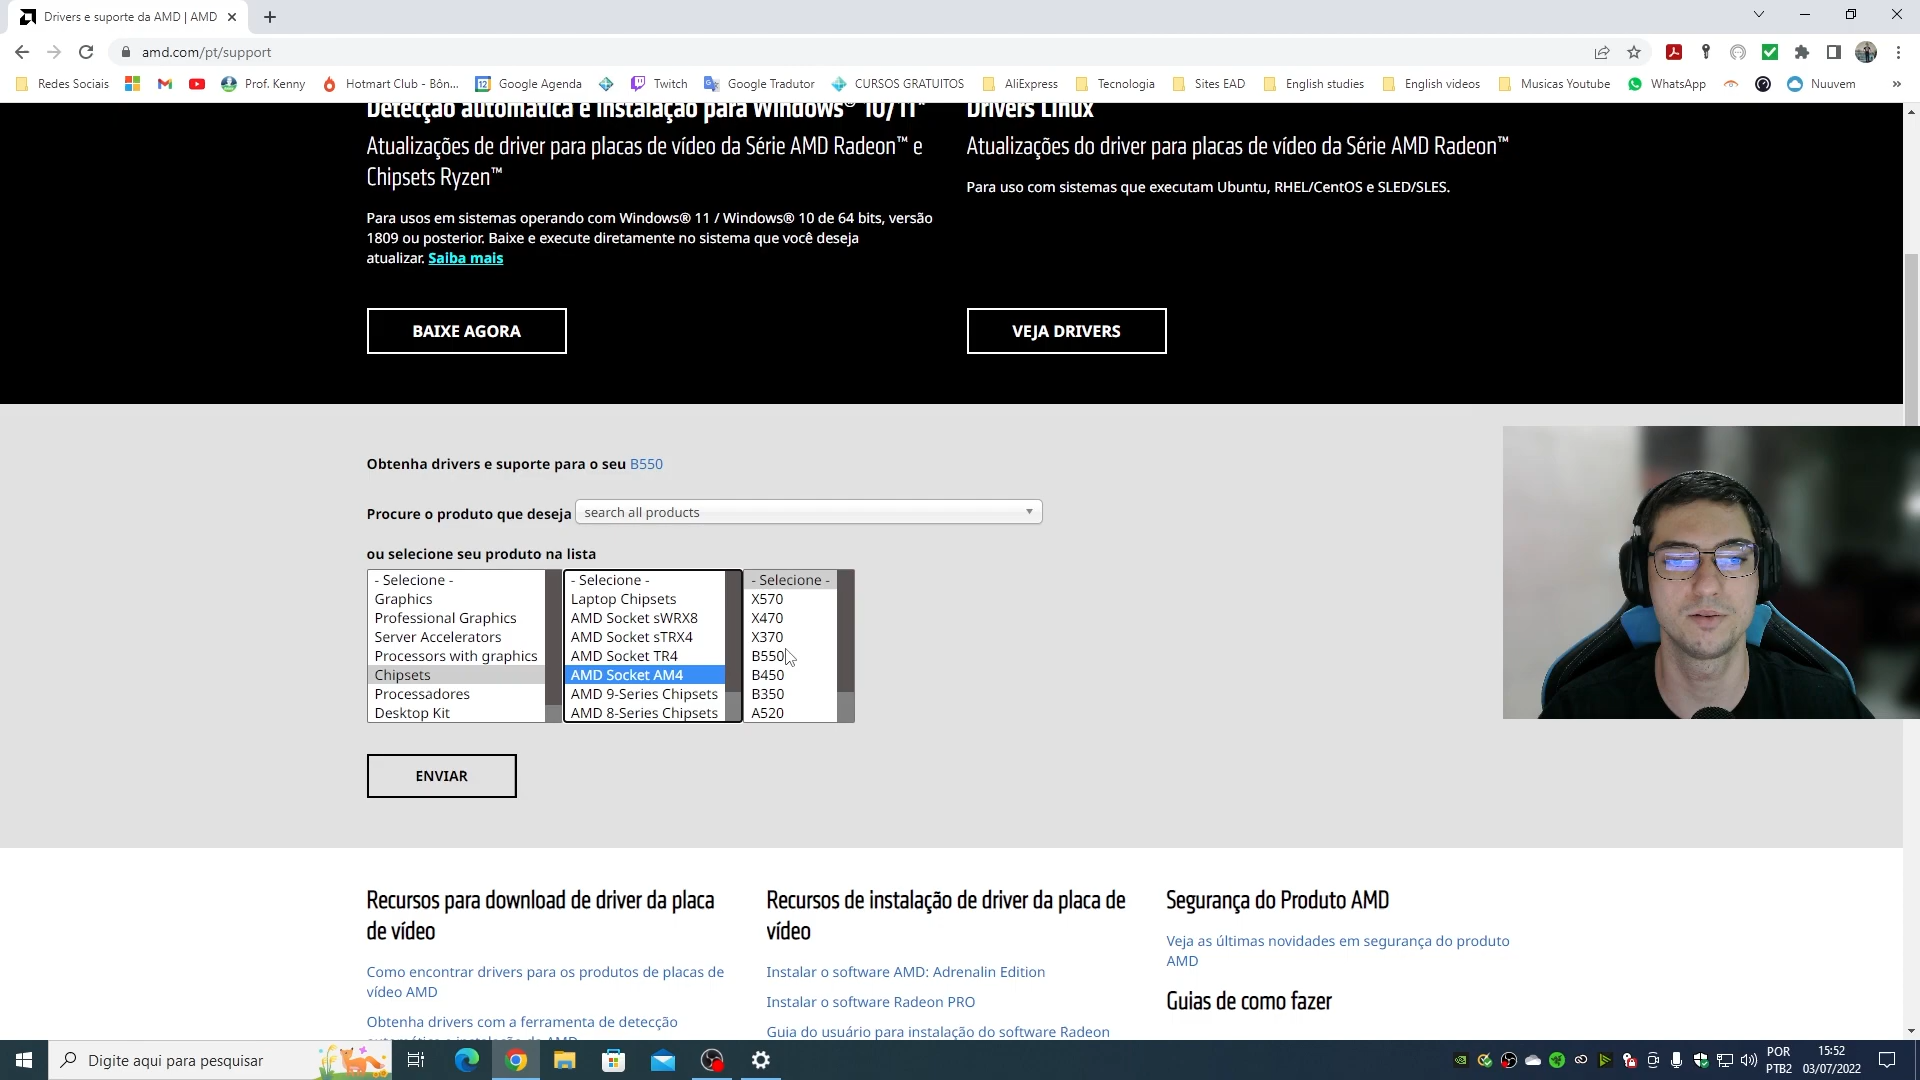 Drivers e suporte da AMD | AMD
amd.com/pt/support
Redes Sociais
Prof. Kenny
Hotmart Club - Bôn...
Google Agenda
Twitch
Google Tradutor
CURSOS GRATUITOS
AliExpress
Tecnologia
Sites EAD
English studies
English videos
Musicas Youtube
WhatsApp
Nuuvem
»
Detecção automática e instalação para Windows® 10/11*
Atualizações de driver para placas de vídeo da Série AMD Radeon™ e
Chipsets Ryzen™
Para usos em sistemas operando com Windows® 11 / Windows® 10 de 64 bits, versão
1809 ou posterior. Baixe e execute diretamente no sistema que você deseja
atualizar. Saiba mais
BAIXE AGORA
Drivers Linux
Atualizações do driver para placas de vídeo da Série AMD Radeon™
Para uso com sistemas que executam Ubuntu, RHEL/CentOS e SLED/SLES.
VEJA DRIVERS
Obtenha drivers e suporte para o seu B550
Procure o produto que deseja search all products
ou selecione seu produto na lista
- Selecione -
Graphics
Professional Graphics
Server Accelerators
Processors with graphics
Chipsets
Processadores
Desktop Kit
- Selecione -
Laptop Chipsets
AMD Socket sWRX8
AMD Socket sTRX4
AMD Socket TR4
AMD Socket AM4
AMD 9-Series Chipsets
AMD 8-Series Chipsets
- Selecione -
X570
X470
X370
B550
B450
B350
A520
ENVIAR
Recursos para download de driver da placa
de vídeo
Como encontrar drivers para os produtos de placas de
vídeo AMD
Obtenha drivers com a ferramenta de detecção
Recursos de instalação de driver da placa de
vídeo
Instalar o software AMD: Adrenalin Edition
Instalar o software Radeon PRO
Guia do usuário para instalação do software Radeon
Segurança do Produto AMD
Veja as últimas novidades em segurança do produto
AMD
Guias de como fazer
Digite aqui para pesquisar
POR
PTB2
15:52
03/07/2022